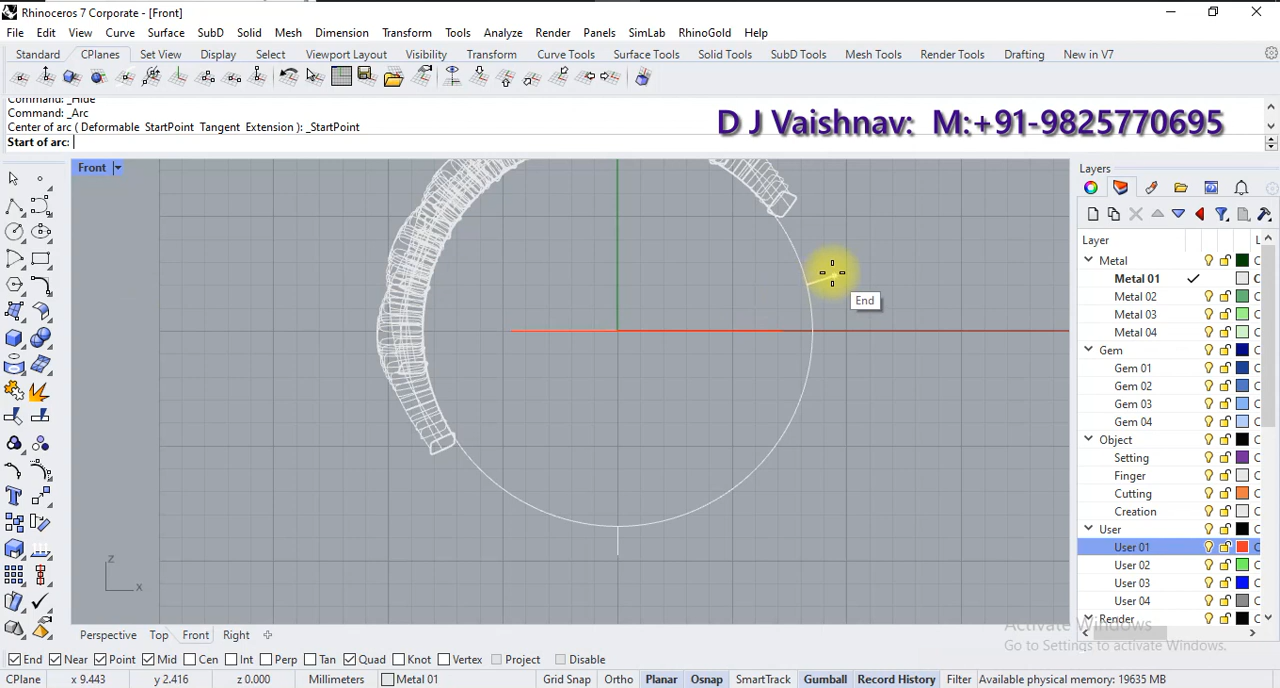 Rhinoceros 7 Corporate - [Front]
File Edit View Curve Surface SubD Solid Mesh Dimension Transform Tools Analyze Render Panels SimLab RhinoGold Help
Standard CPlanes Set View Display Select Viewport Layout Visibility Transform Curve Tools Surface Tools Solid Tools SubD Tools Mesh Tools Render Tools Drafting New in V7
Command: _Hide
Command: _Arc
Center of arc ( Deformable StartPoint Tangent Extension ): _StartPoint
Start of arc:
D J Vaishnav: M:+91-9825770695
Front
End
z
x
Layers
Layer L
Metal
Metal 01 C
Metal 02 C
Metal 03 C
Metal 04 C
Gem C
Gem 01 C
Gem 02 C
Gem 03 C
Gem 04 C
Object C
Setting C
Finger C
Cutting C
Creation C
User C
User 01 C
User 02 C
User 03 C
User 04 C
Render C
Activate Windows
Go to Settings to activate Windows.
Perspective Top Front Right
End Near Point Mid Cen Int Perp Tan Quad Knot Vertex Project Disable
CPlane x 9.443 y 2.416 z 0.000 Millimeters Metal 01 Grid Snap Ortho Planar Osnap SmartTrack Gumball Record History Filter Available physical memory: 19635 MB